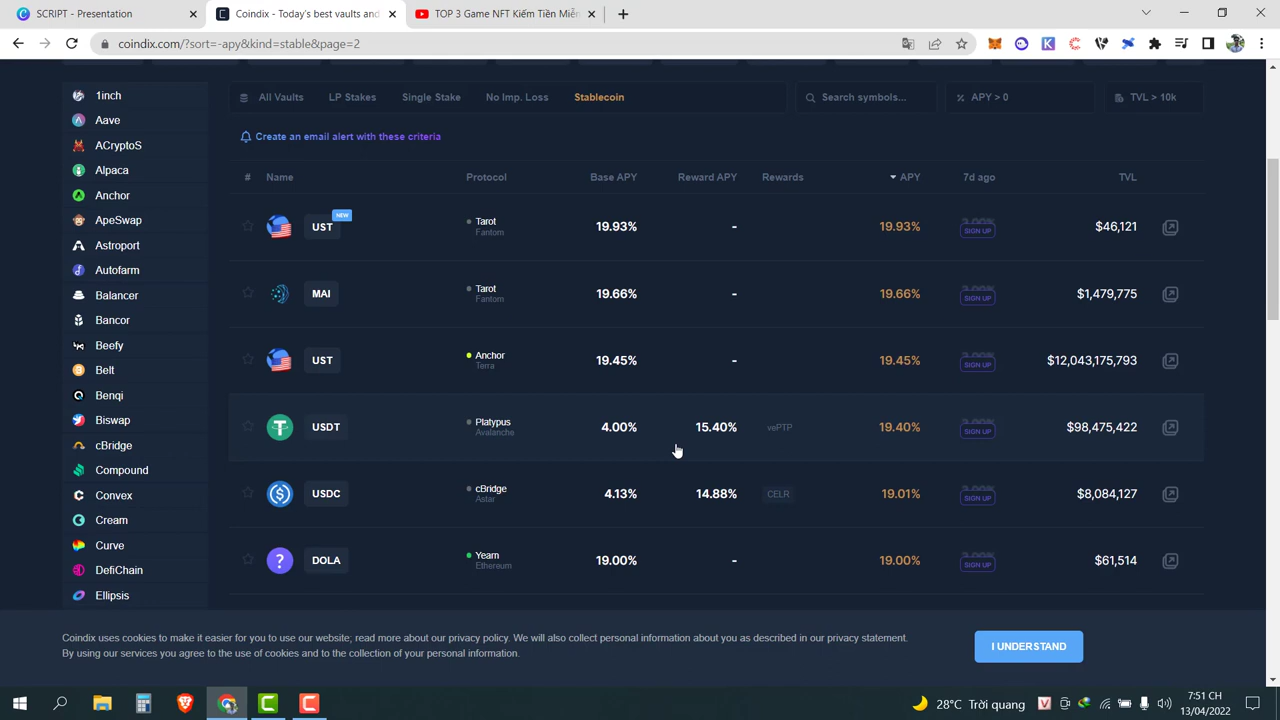 SCRIPT - Presentation
Coindix - Today's best vaults and
TOP 3 Game NFT Kiếm Tiền Miễn
coindix.com/?sort=-apy&kind=stable&page=2
All Vaults LP Stakes Single Stake No Imp. Loss Stablecoin Search symbols... APY > 0 TVL > 10k
Create an email alert with these criteria
# Name Protocol Base APY Reward APY Rewards APY 7d ago TVL
UST NEW Tarot Fantom 19.93% - 19.93% SIGN UP $46,121
MAI Tarot Fantom 19.66% - 19.66% SIGN UP $1,479,775
UST Anchor Terra 19.45% - 19.45% SIGN UP $12,043,175,793
USDT Platypus Avalanche 4.00% 15.40% vePTP 19.40% SIGN UP $98,475,422
USDC cBridge Astar 4.13% 14.88% CELR 19.01% SIGN UP $8,084,127
? DOLA Yearn Ethereum 19.00% - 19.00% SIGN UP $61,514
1inch
Aave
ACryptoS
Alpaca
Anchor
ApeSwap
Astroport
Autofarm
Balancer
Bancor
Beefy
Belt
Benqi
Biswap
cBridge
Compound
Convex
Cream
Curve
DefiChain
Ellipsis
Coindix uses cookies to make it easier for you to use our website; read more about our privacy policy. We will also collect personal information about you as described in our privacy statement.
By using our services you agree to the use of cookies and to the collection of your personal information.
I UNDERSTAND
28°C Trời quang
7:51 CH
13/04/2022